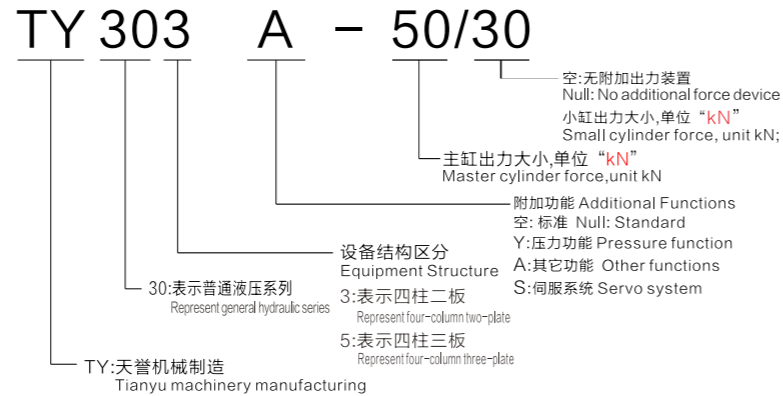 TY 30 3 A - 50/30
空:无附加出力装置
Null: No additional force device
小缸出力大小,单位“kN”
Small cylinder force, unit kN;
主缸出力大小,单位“kN”
Master cylinder force,unit kN
附加功能 Additional Functions
空: 标准 Null: Standard
Y:压力功能 Pressure function
A:其它功能 Other functions
S:伺服系统 Servo system
设备结构区分
Equipment Structure
3:表示四柱二板
Represent four-column two-plate
5:表示四柱三板
Represent four-column three-plate
30:表示普通液压系列
Represent general hydraulic series
TY:天誉机械制造
Tianyu machinery manufacturing